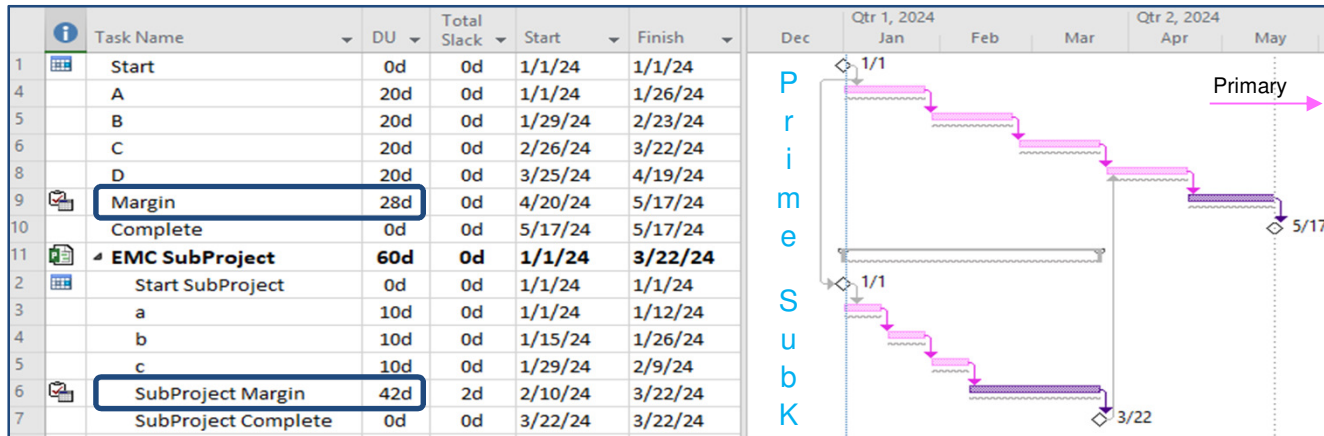 Total
Task Name DU Slack Start Finish
Qtr 1, 2024 Qtr 2, 2024
Dec Jan Feb Mar Apr May
1 Start 0d 0d 1/1/24 1/1/24
4 A 20d 0d 1/1/24 1/26/24
5 B 20d 0d 1/29/24 2/23/24
6 C 20d 0d 2/26/24 3/22/24
8 D 20d 0d 3/25/24 4/19/24
9 Margin 28d 0d 4/20/24 5/17/24
10 Complete 0d 0d 5/17/24 5/17/24
11 EMC SubProject 60d 0d 1/1/24 3/22/24
2 Start SubProject 0d 0d 1/1/24 1/1/24
3 a 10d 0d 1/1/24 1/12/24
4 b 10d 0d 1/15/24 1/26/24
5 c 10d 0d 1/29/24 2/9/24
6 SubProject Margin 42d 2d 2/10/24 3/22/24
7 SubProject Complete 0d 0d 3/22/24 3/22/24
Prime
SubK
1/1
Primary
5/17
1/1
3/22